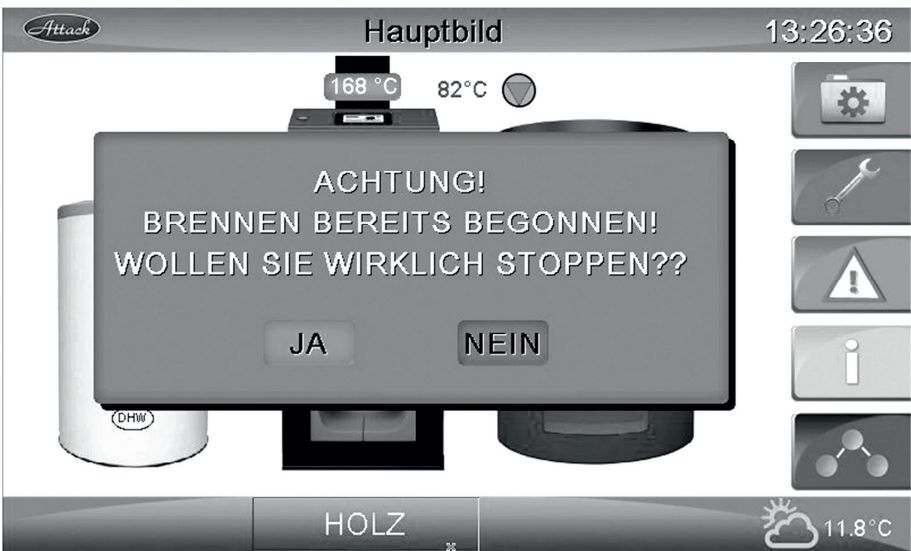 Attack
Hauptbild
13:26:36
168 °C
82°C
ACHTUNG!
BRENNEN BEREITS BEGONNEN!
WOLLEN SIE WIRKLICH STOPPEN??
JA
NEIN
DHW
HOLZ
11.8°C